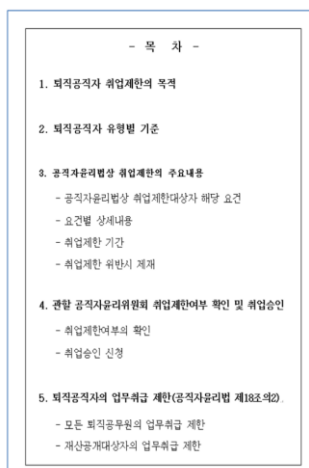 - 목 차 -
1. 퇴직공직자 취업제한의 목적
2. 퇴직공직자 유형별 기준
3. 공직자윤리법상 취업제한의 주요내용
- 공직자윤리법상 취업제한대상자 해당 요건
- 요건별 상세내용
- 취업제한 기간
- 취업제한 위반시 제재
4. 관할 공직자윤리위원회 취업제한여부 확인 및 취업승인
- 취업제한여부의 확인
- 취업승인 신청
5. 퇴직공직자의 업무취급 제한(공직자윤리법 제18조의2).
- 모든 퇴직공무원의 업무취급 제한
- 재산공개대상자의 업무취급 제한